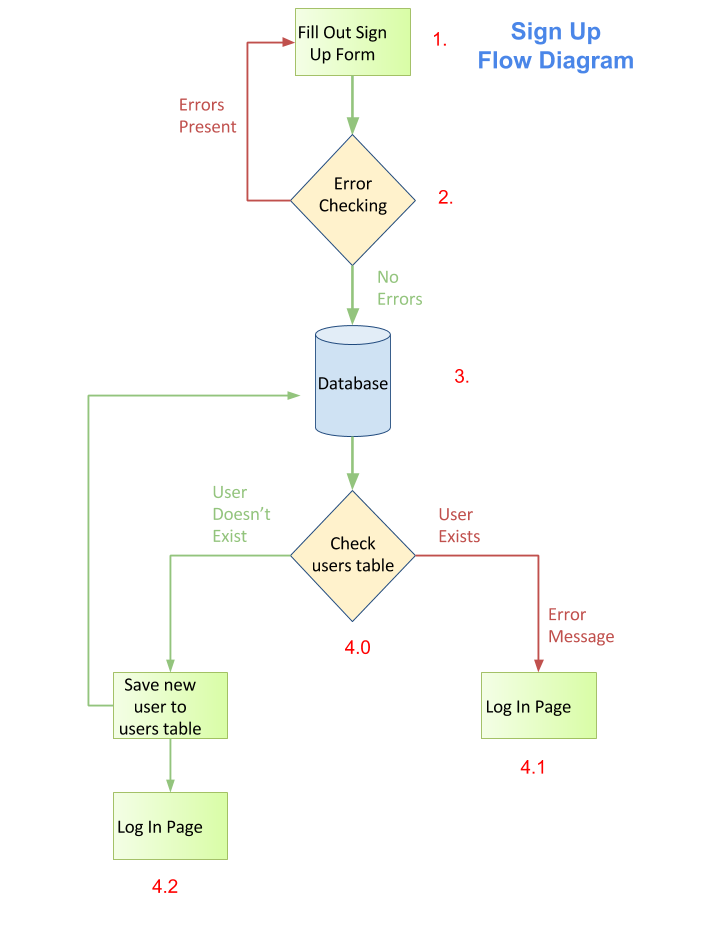 Sign Up
Flow Diagram
Fill Out Sign
Up Form
1.
Errors
Present
Error
Checking
2.
No
Errors
Database
3.
User
Doesn't
Exist
User
Exists
Check
users table
4.0
Error
Message
Save new
user to
users table
Log In Page
4.1
Log In Page
4.2